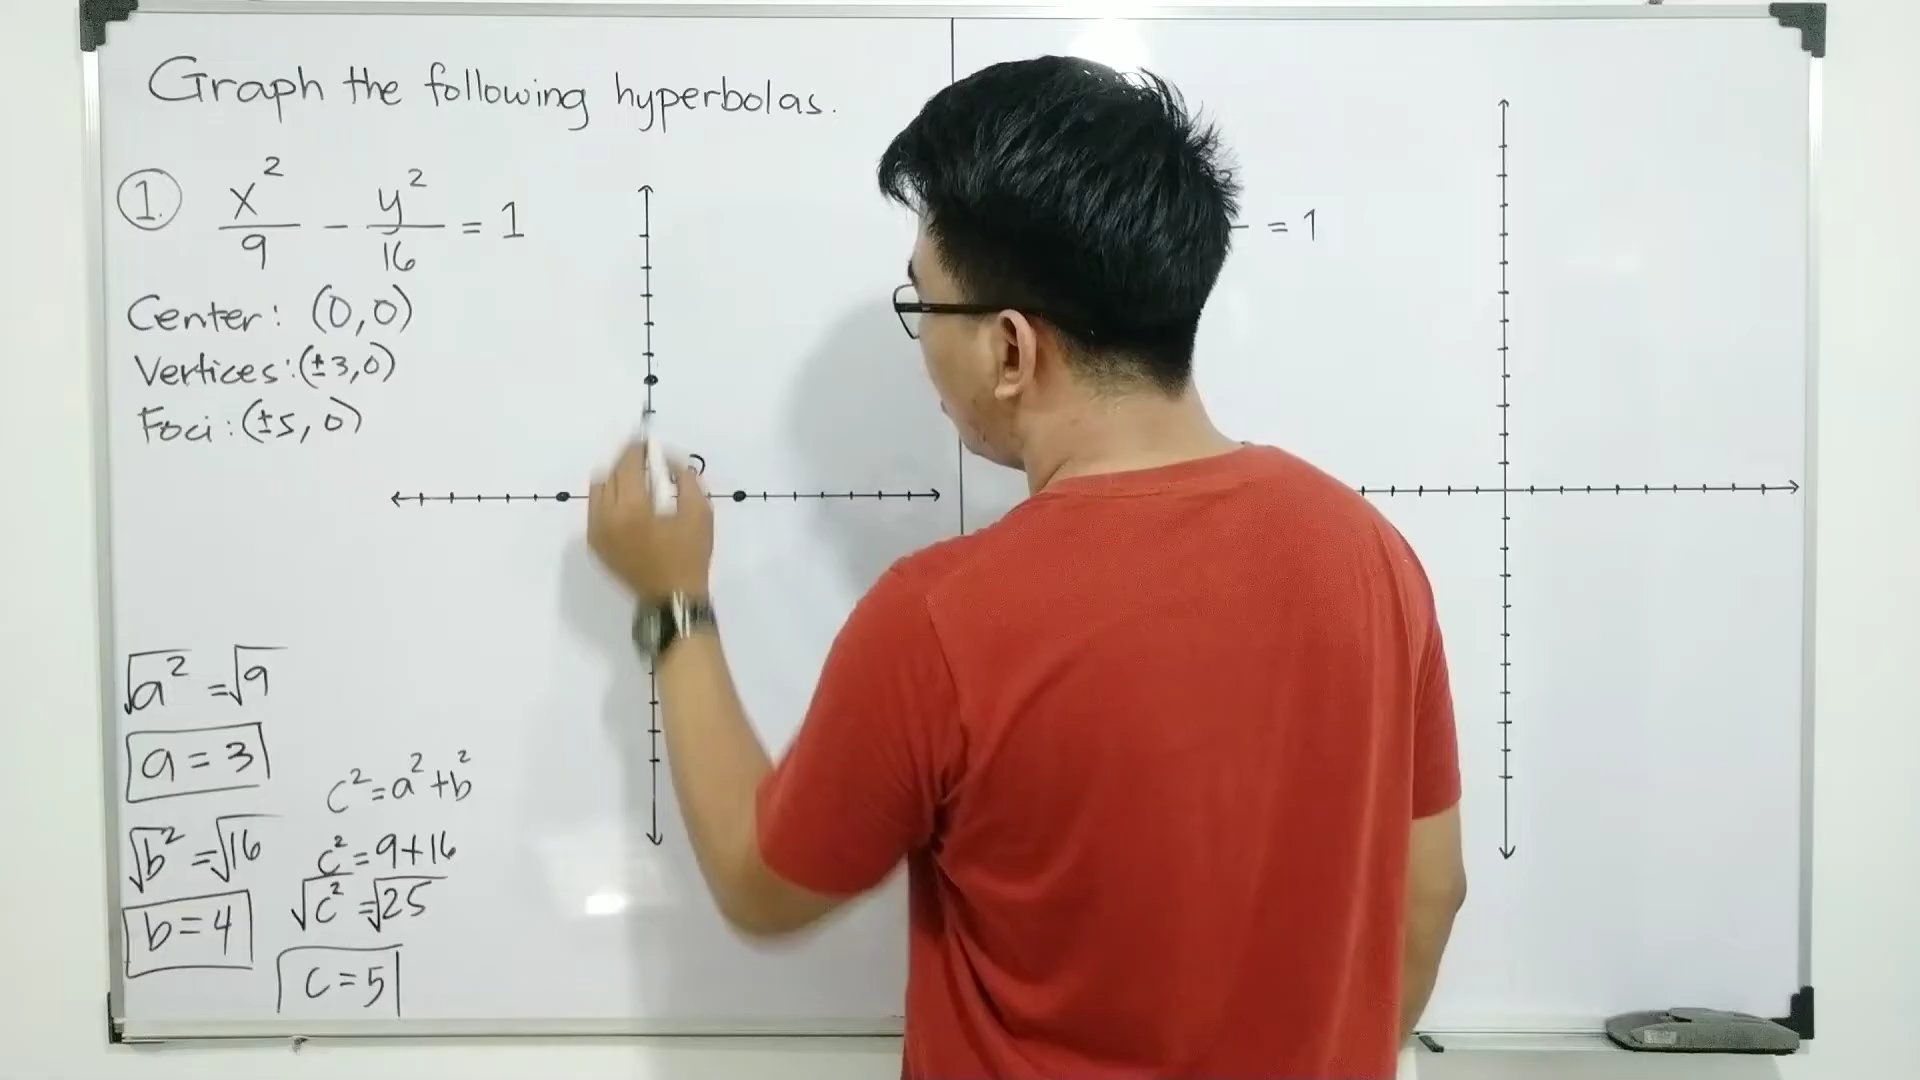 Graph the following hyperbolas.
1. x²/9 - y²/16 = 1
Center: (0,0)
Vertices: (±3,0)
Foci: (±5,0)
√a² = √9
a = 3
√b² = √16
b = 4
c² = a² + b²
c² = 9+16
√c² = √25
c = 5
= 1